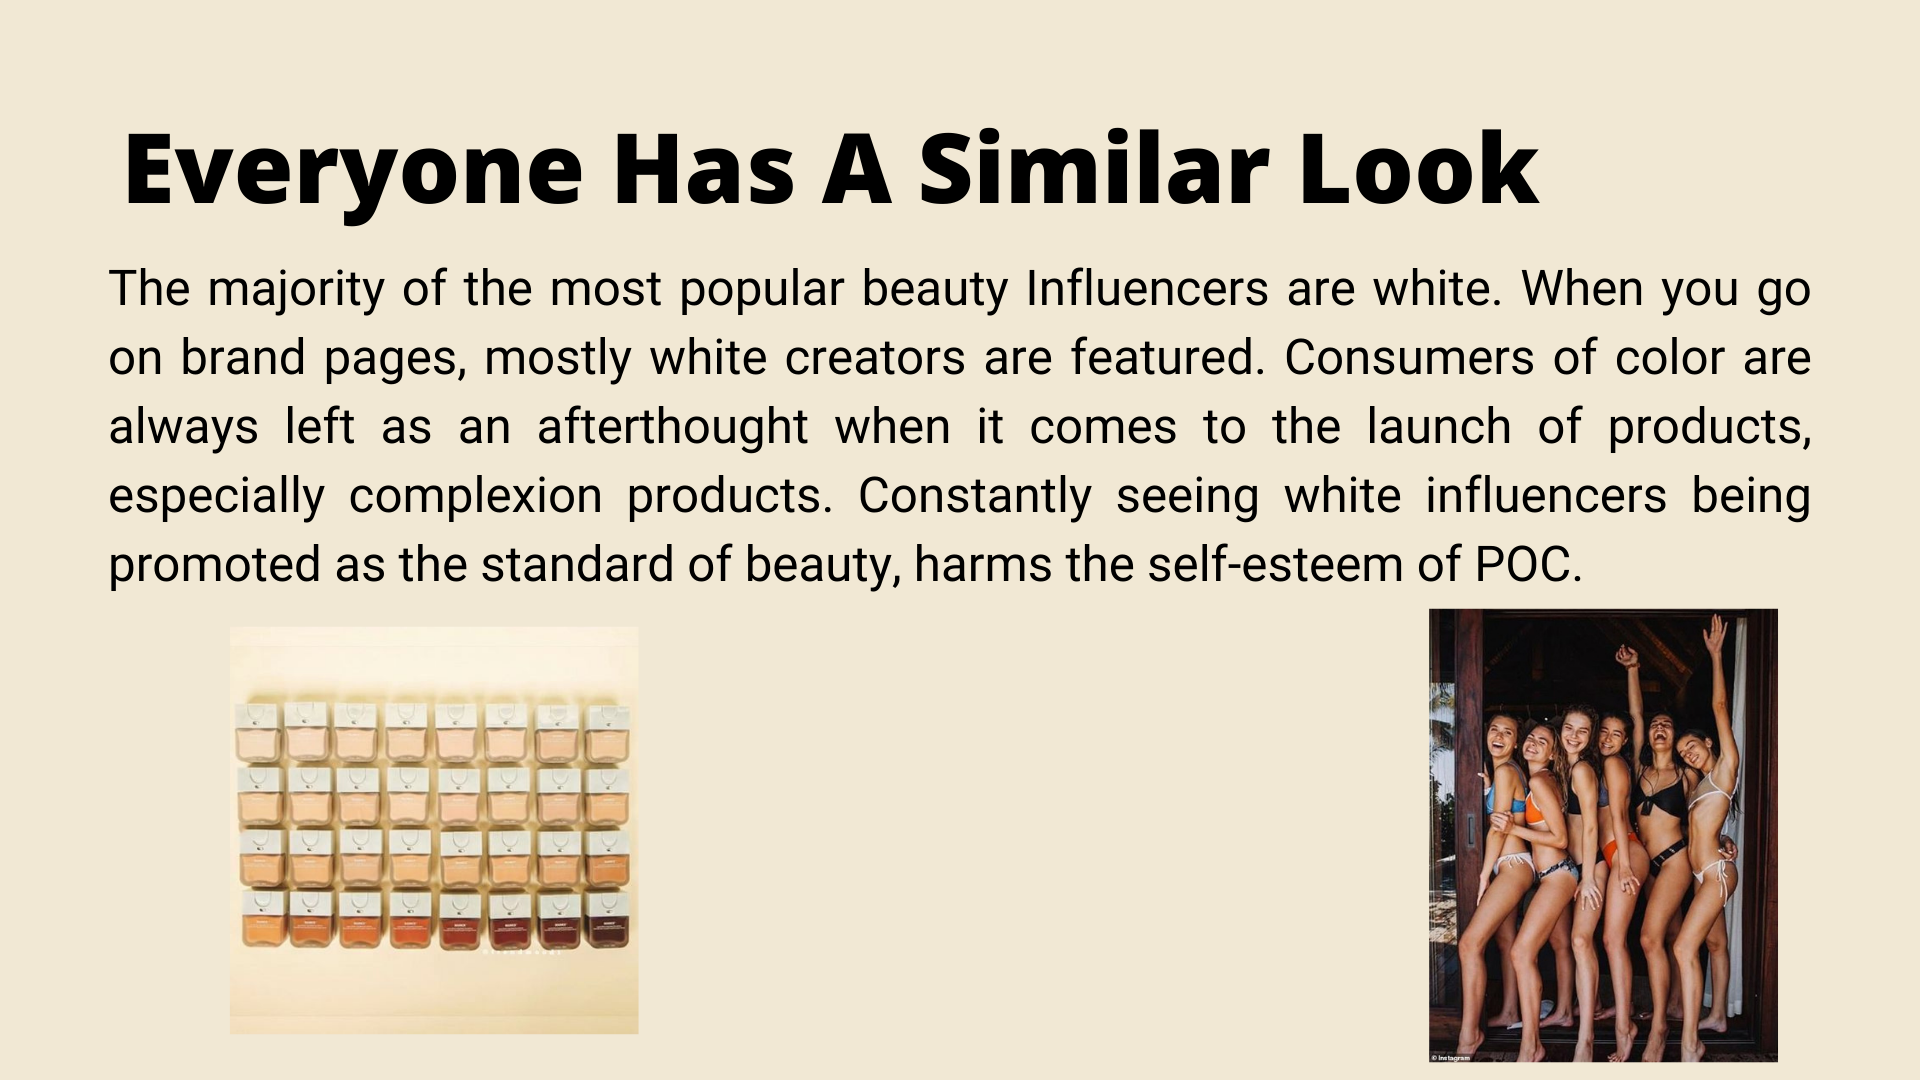 Everyone Has A Similar Look
The majority of the most popular beauty Influencers are white. When you go
on brand pages, mostly white creators are featured. Consumers of color are
always left as an afterthought when it comes to the launch of products,
especially complexion products. Constantly seeing white influencers being
promoted as the standard of beauty, harms the self-esteem of POC.
© Instagram